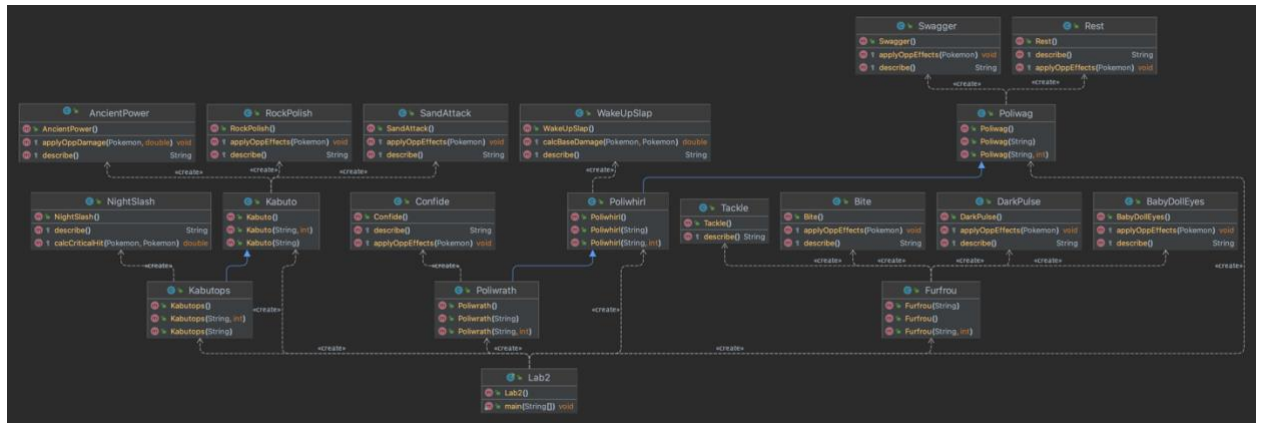 Swagger
Swagger()
applyOppEffects(Pokemon) void
describe() String
Rest
Rest()
describe() String
applyOppEffects(Pokemon) void
«create»
«create»
AncientPower
AncientPower()
applyOppDamage(Pokemon, double) void
describe() String
RockPolish
RockPolish()
applyOppEffects(Pokemon) void
describe() String
SandAttack
SandAttack()
applyOppEffects(Pokemon) void
describe() String
WakeUpSlap
WakeUpSlap()
calcBaseDamage(Pokemon, Pokemon) double
describe() String
Poliwag
Poliwag()
Poliwag(String)
Poliwag(String, int)
«create»
«create»
«create»
«create»
NightSlash
NightSlash()
describe() String
calcCriticalHit(Pokemon, Pokemon) double
Kabuto
Kabuto()
Kabuto(String, int)
Kabuto(String)
Confide
Confide()
describe() String
applyOppEffects(Pokemon) void
Poliwhirl
Poliwhirl()
Poliwhirl(String)
Poliwhirl(String, int)
Tackle
Tackle()
describe() String
Bite
Bite()
applyOppEffects(Pokemon) void
describe() String
DarkPulse
DarkPulse()
applyOppEffects(Pokemon) void
describe() String
BabyDollEyes
BabyDollEyes()
applyOppEffects(Pokemon) void
describe() String
«create»
«create»
«create»
«create»
«create»
«create»
«create»
Kabutops
Kabutops()
Kabutops(String, int)
Kabutops(String)
«create»
Poliwrath
Poliwrath()
Poliwrath(String)
Poliwrath(String, int)
«create»
Furfrou
Furfrou(String)
Furfrou()
Furfrou(String, int)
«create»
«create»
«create»
Lab2
Lab2()
main(String[]) void